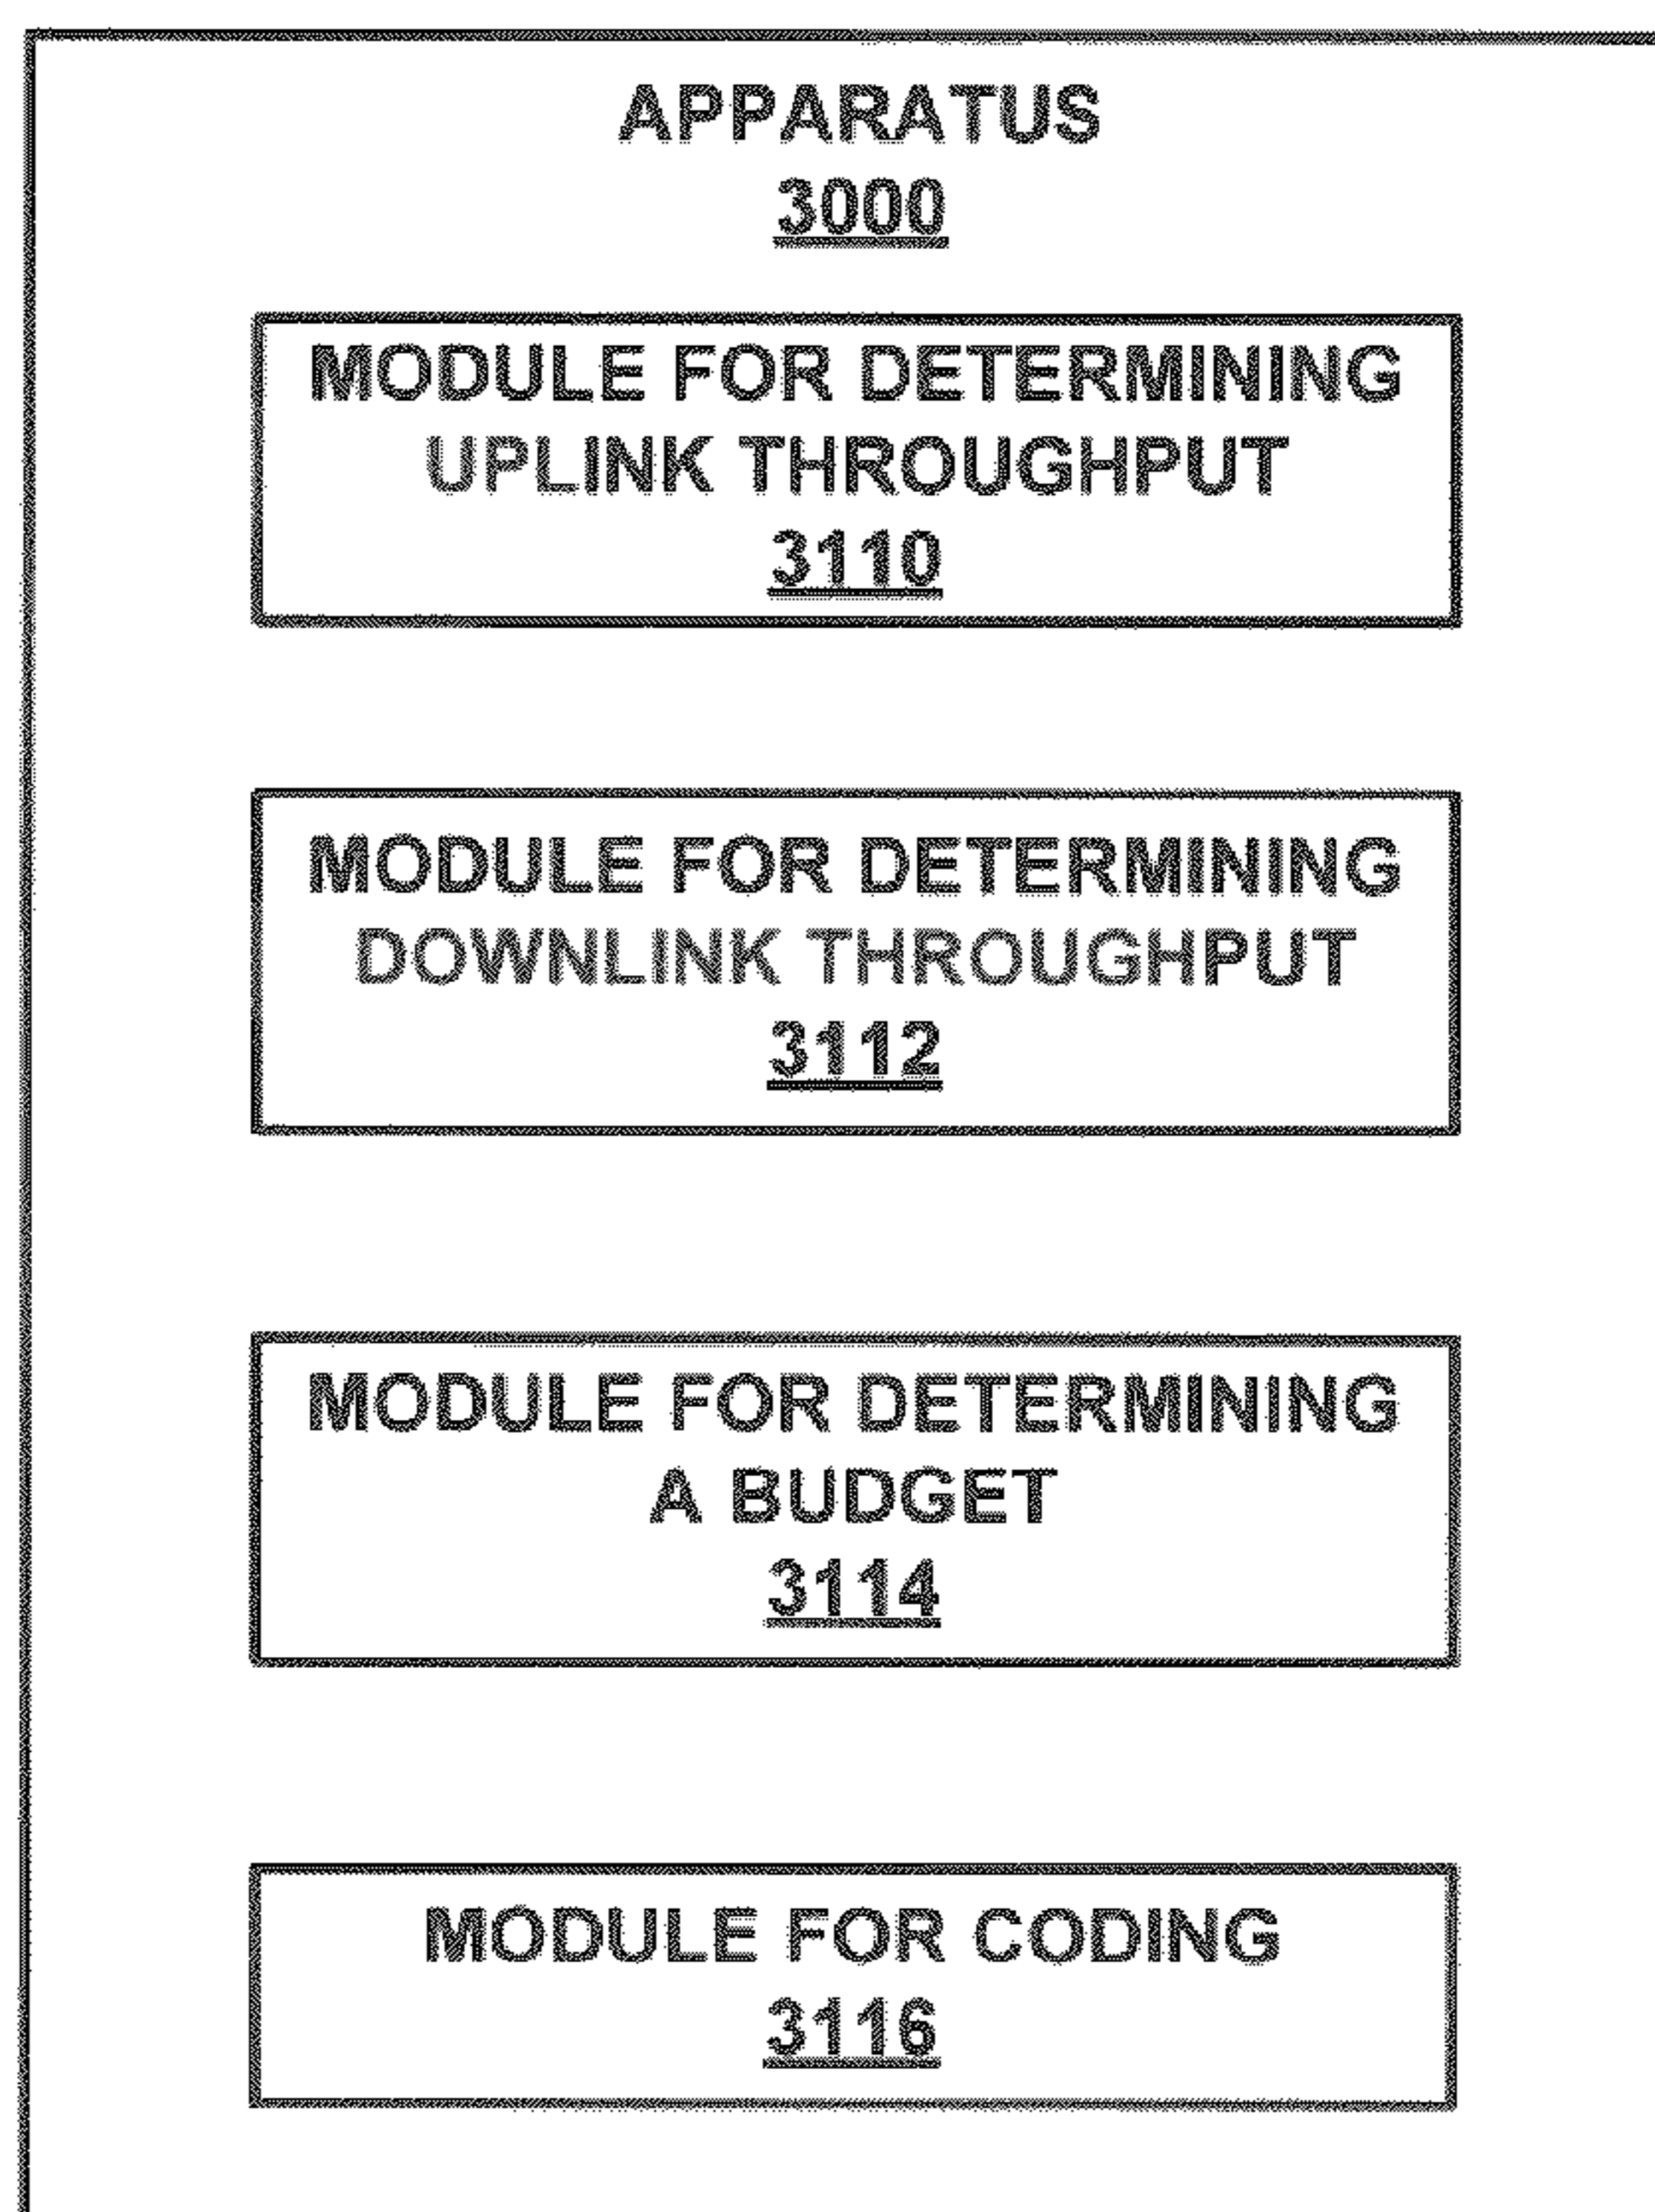 APPARATUS
3000
MODULE FOR DETERMINING
UPLINK THROUGHPUT
3110
MODULE FOR DETERMINING
DOWNLINK THROUGHPUT
3112
MODULE FOR DETERMINING
A BUDGET
3114
MODULE FOR CODING
3116